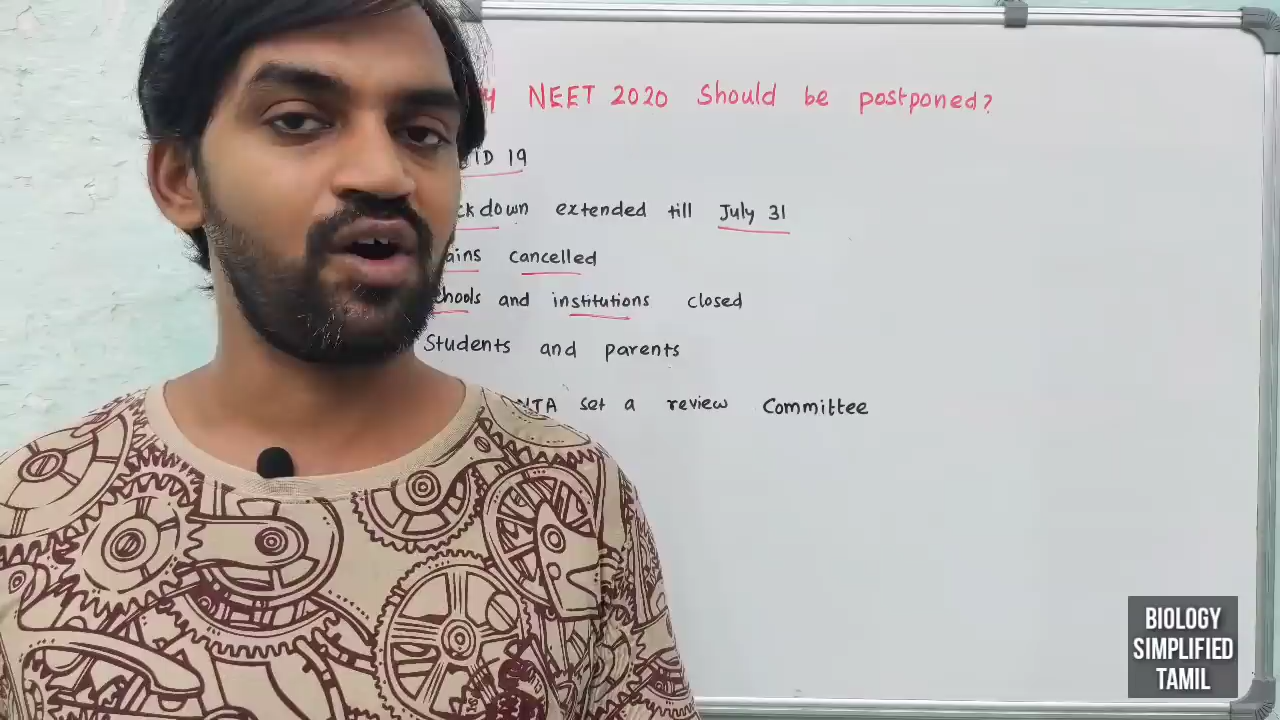 NEET 2020 Should be postponed?
ID 19
ckdown extended till July 31
ains cancelled
chools and institutions closed
Students and parents
NTA set a review Committee
BIOLOGY
SIMPLIFIED
TAMIL